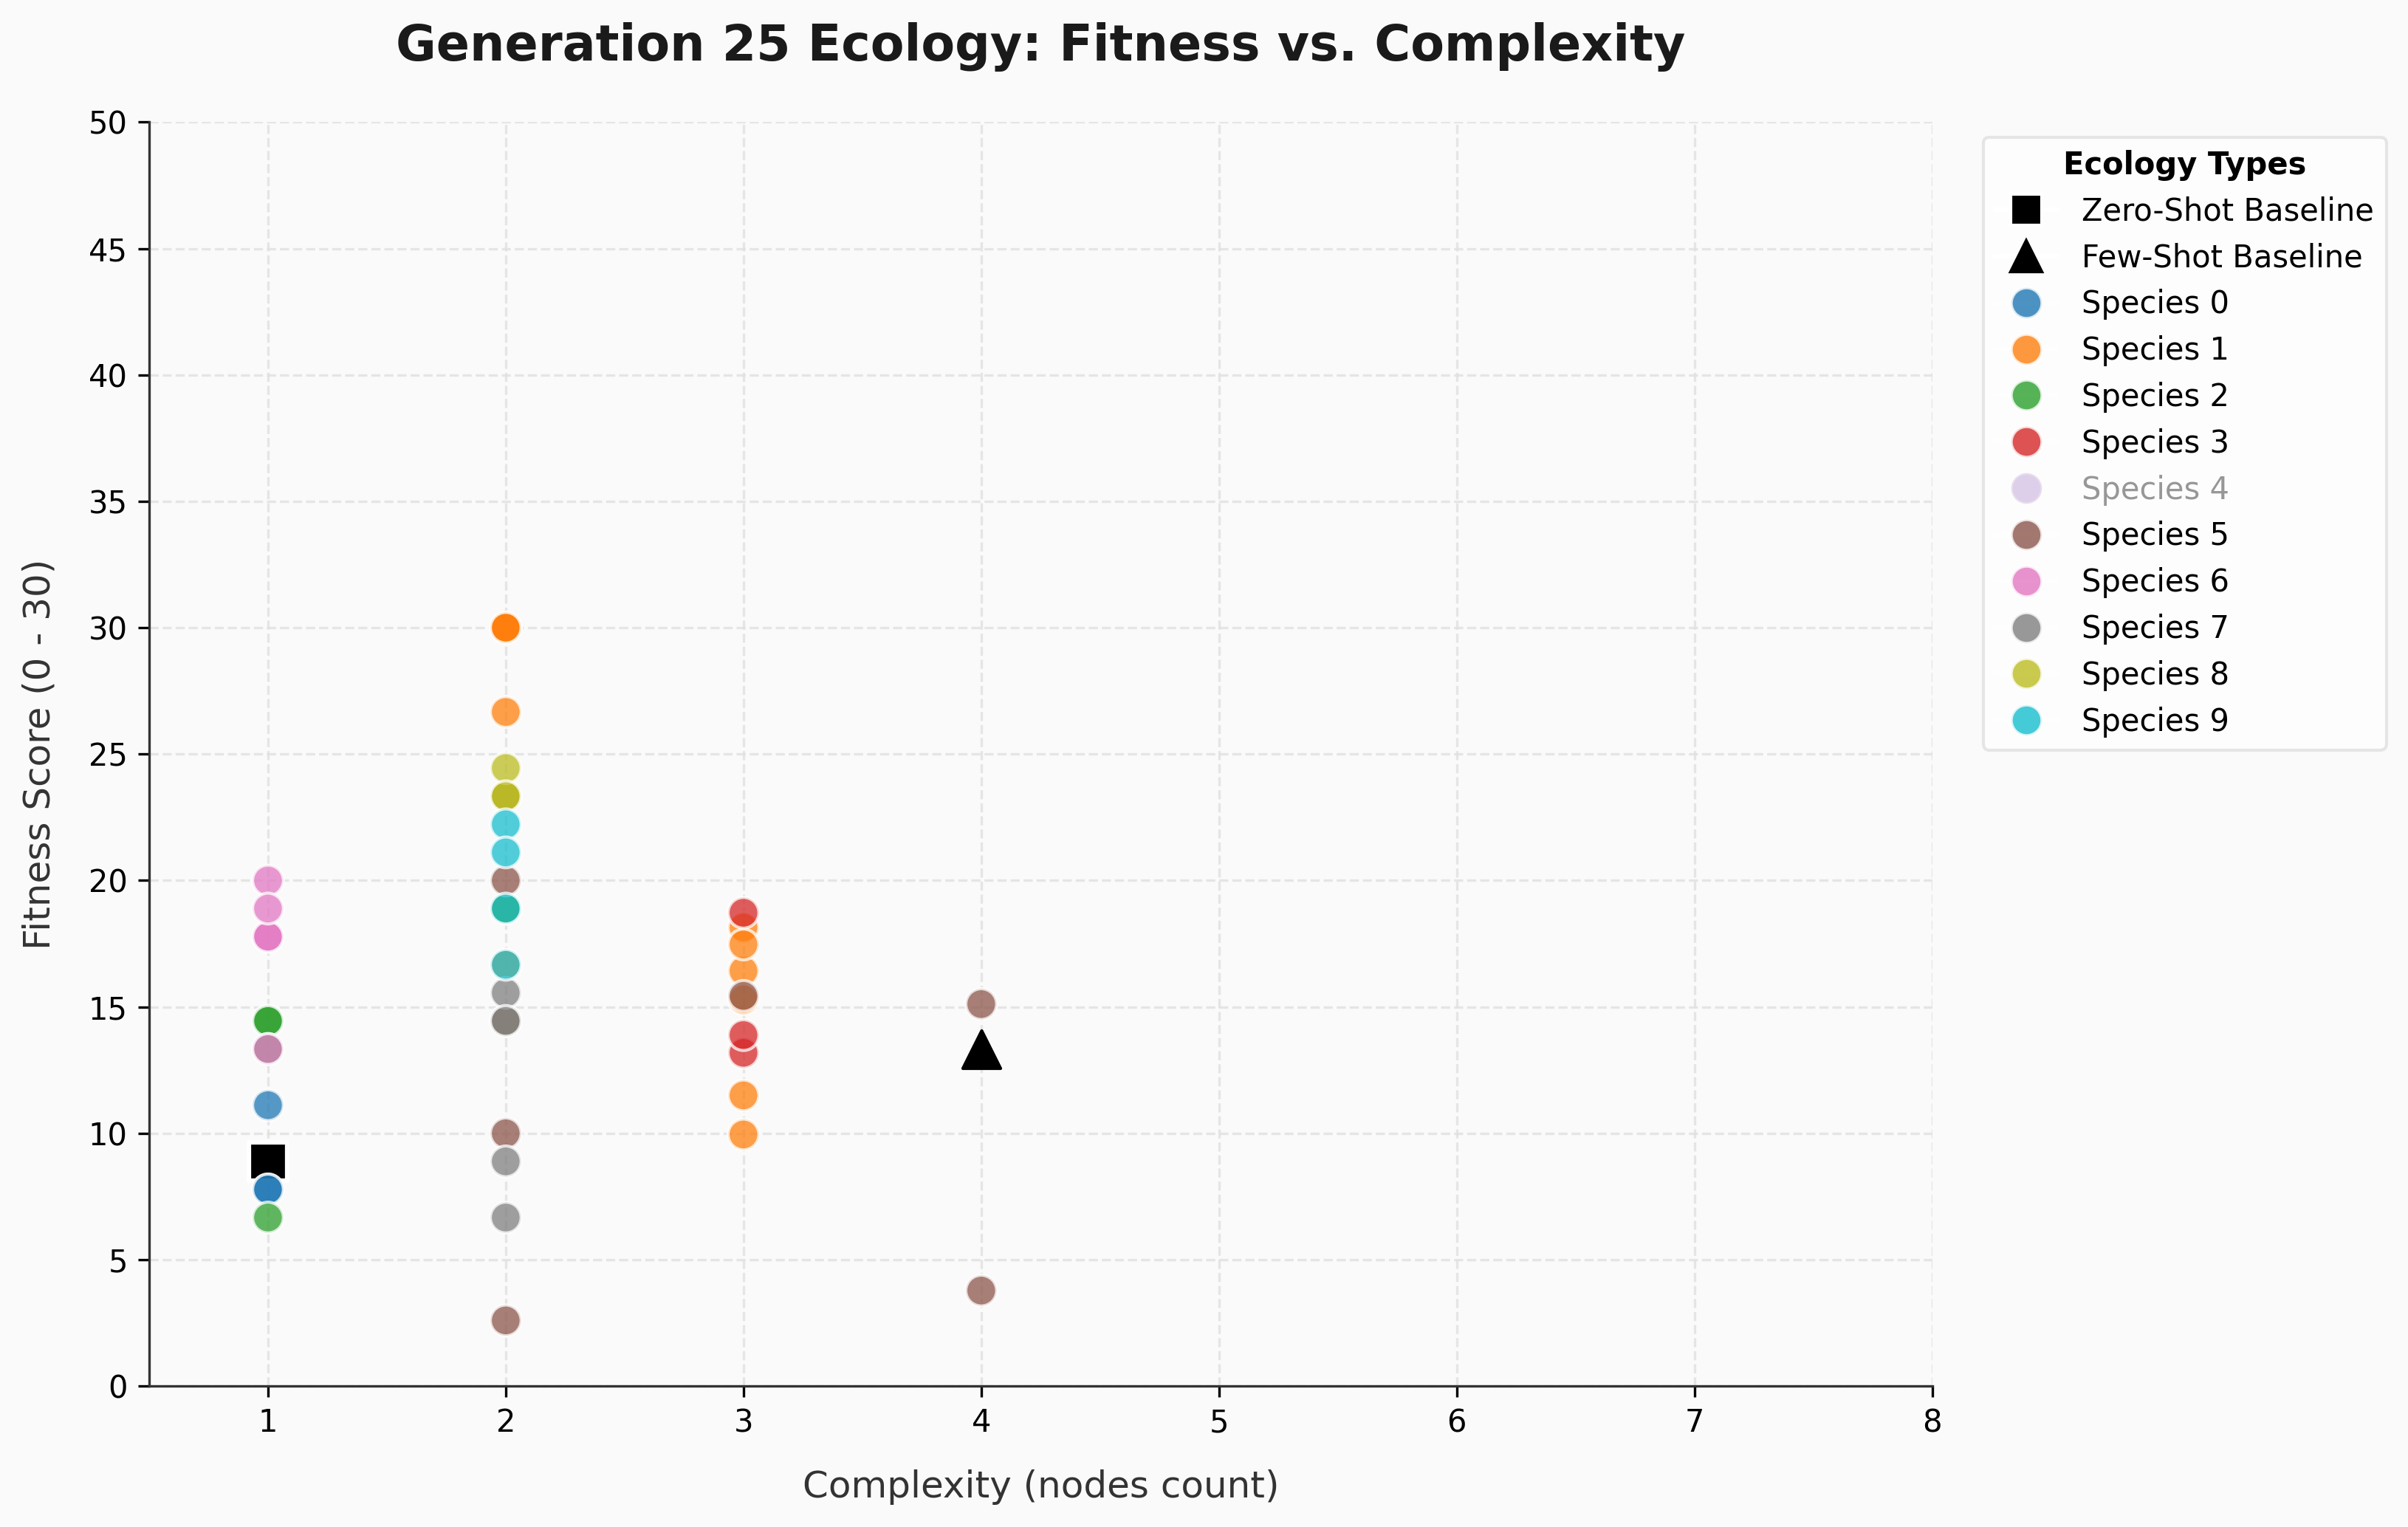 Generation 25 Ecology: Fitness vs. Complexity
50
45
40
35
30
25
20
15
10
5
0
Fitness Score (0 - 30)
1 2 3 4 5 6 7 8
Complexity (nodes count)
Ecology Types
Zero-Shot Baseline
Few-Shot Baseline
Species 0
Species 1
Species 2
Species 3
Species 4
Species 5
Species 6
Species 7
Species 8
Species 9